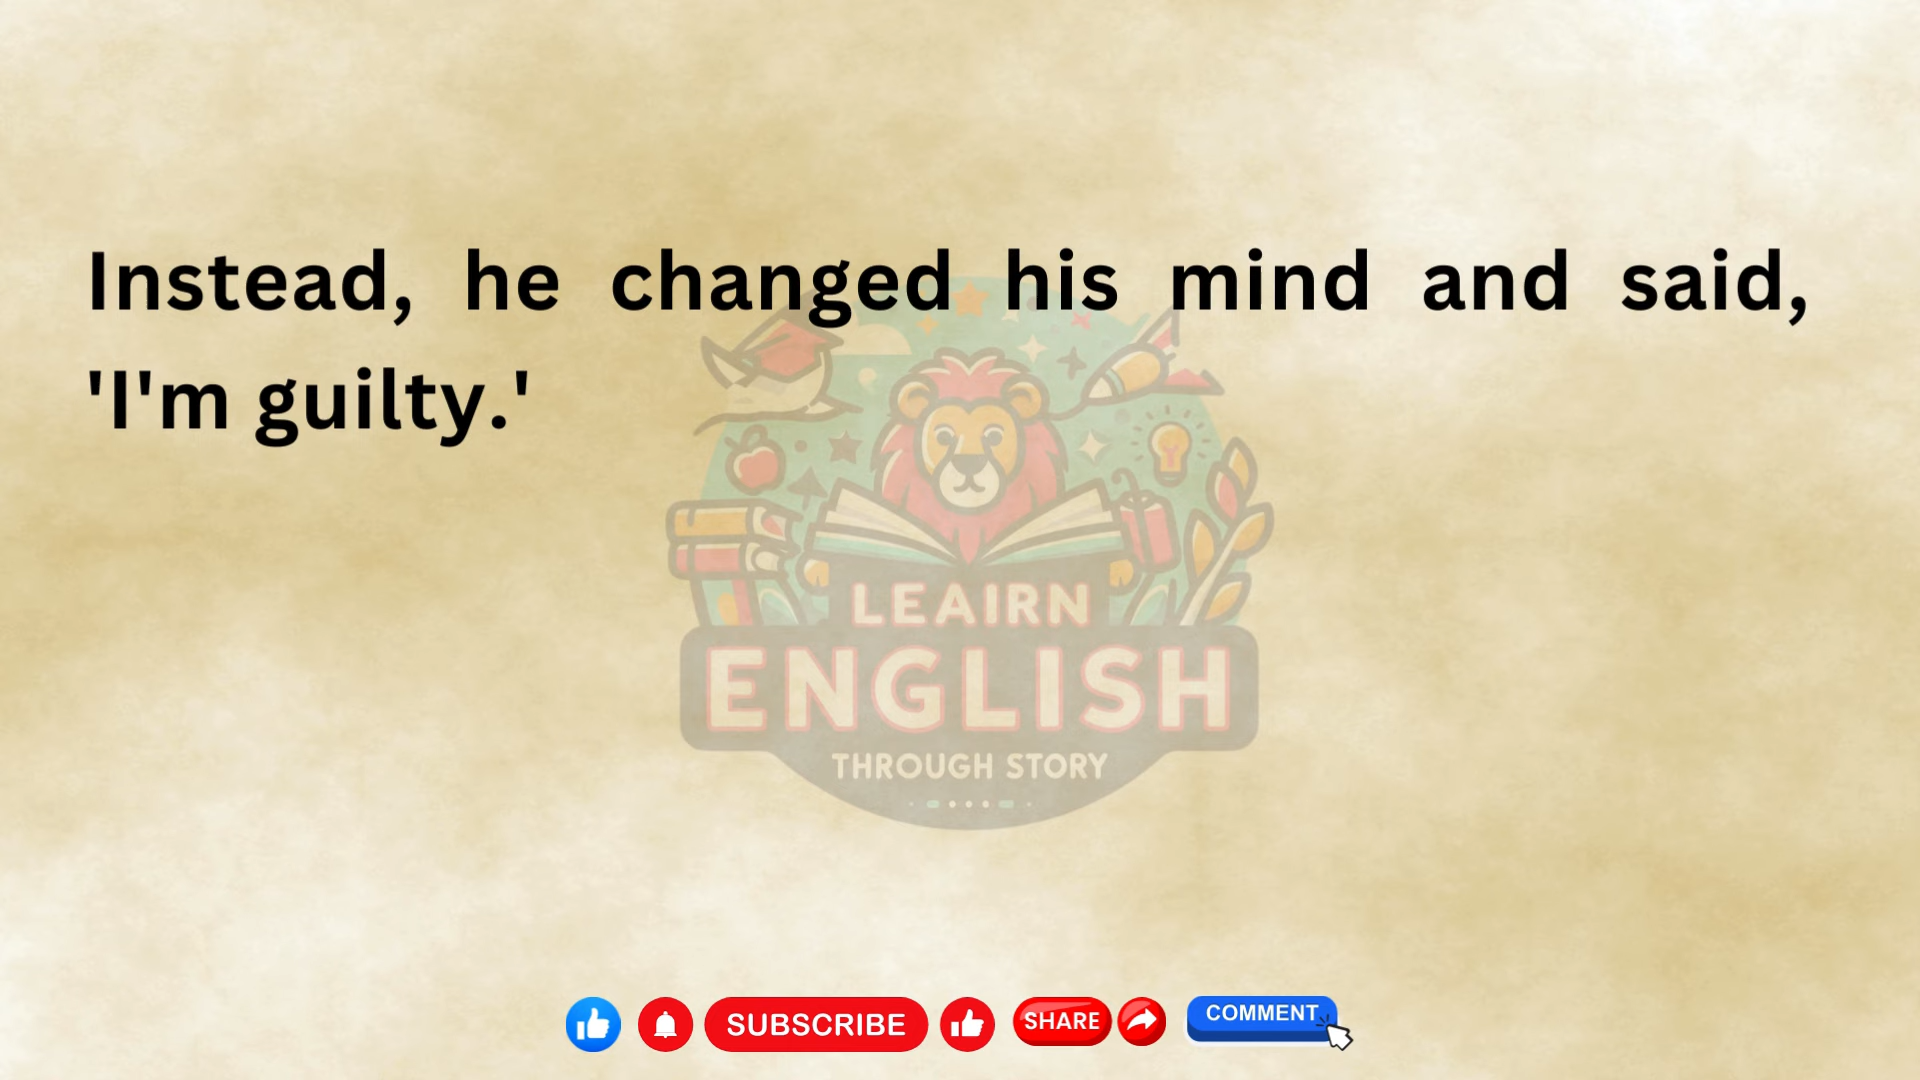 Instead, he changed his mind and said,
'I'm guilty.'
LEAIRN
ENGLISH
THROUGH STORY
SUBSCRIBE
SHARE
COMMENT